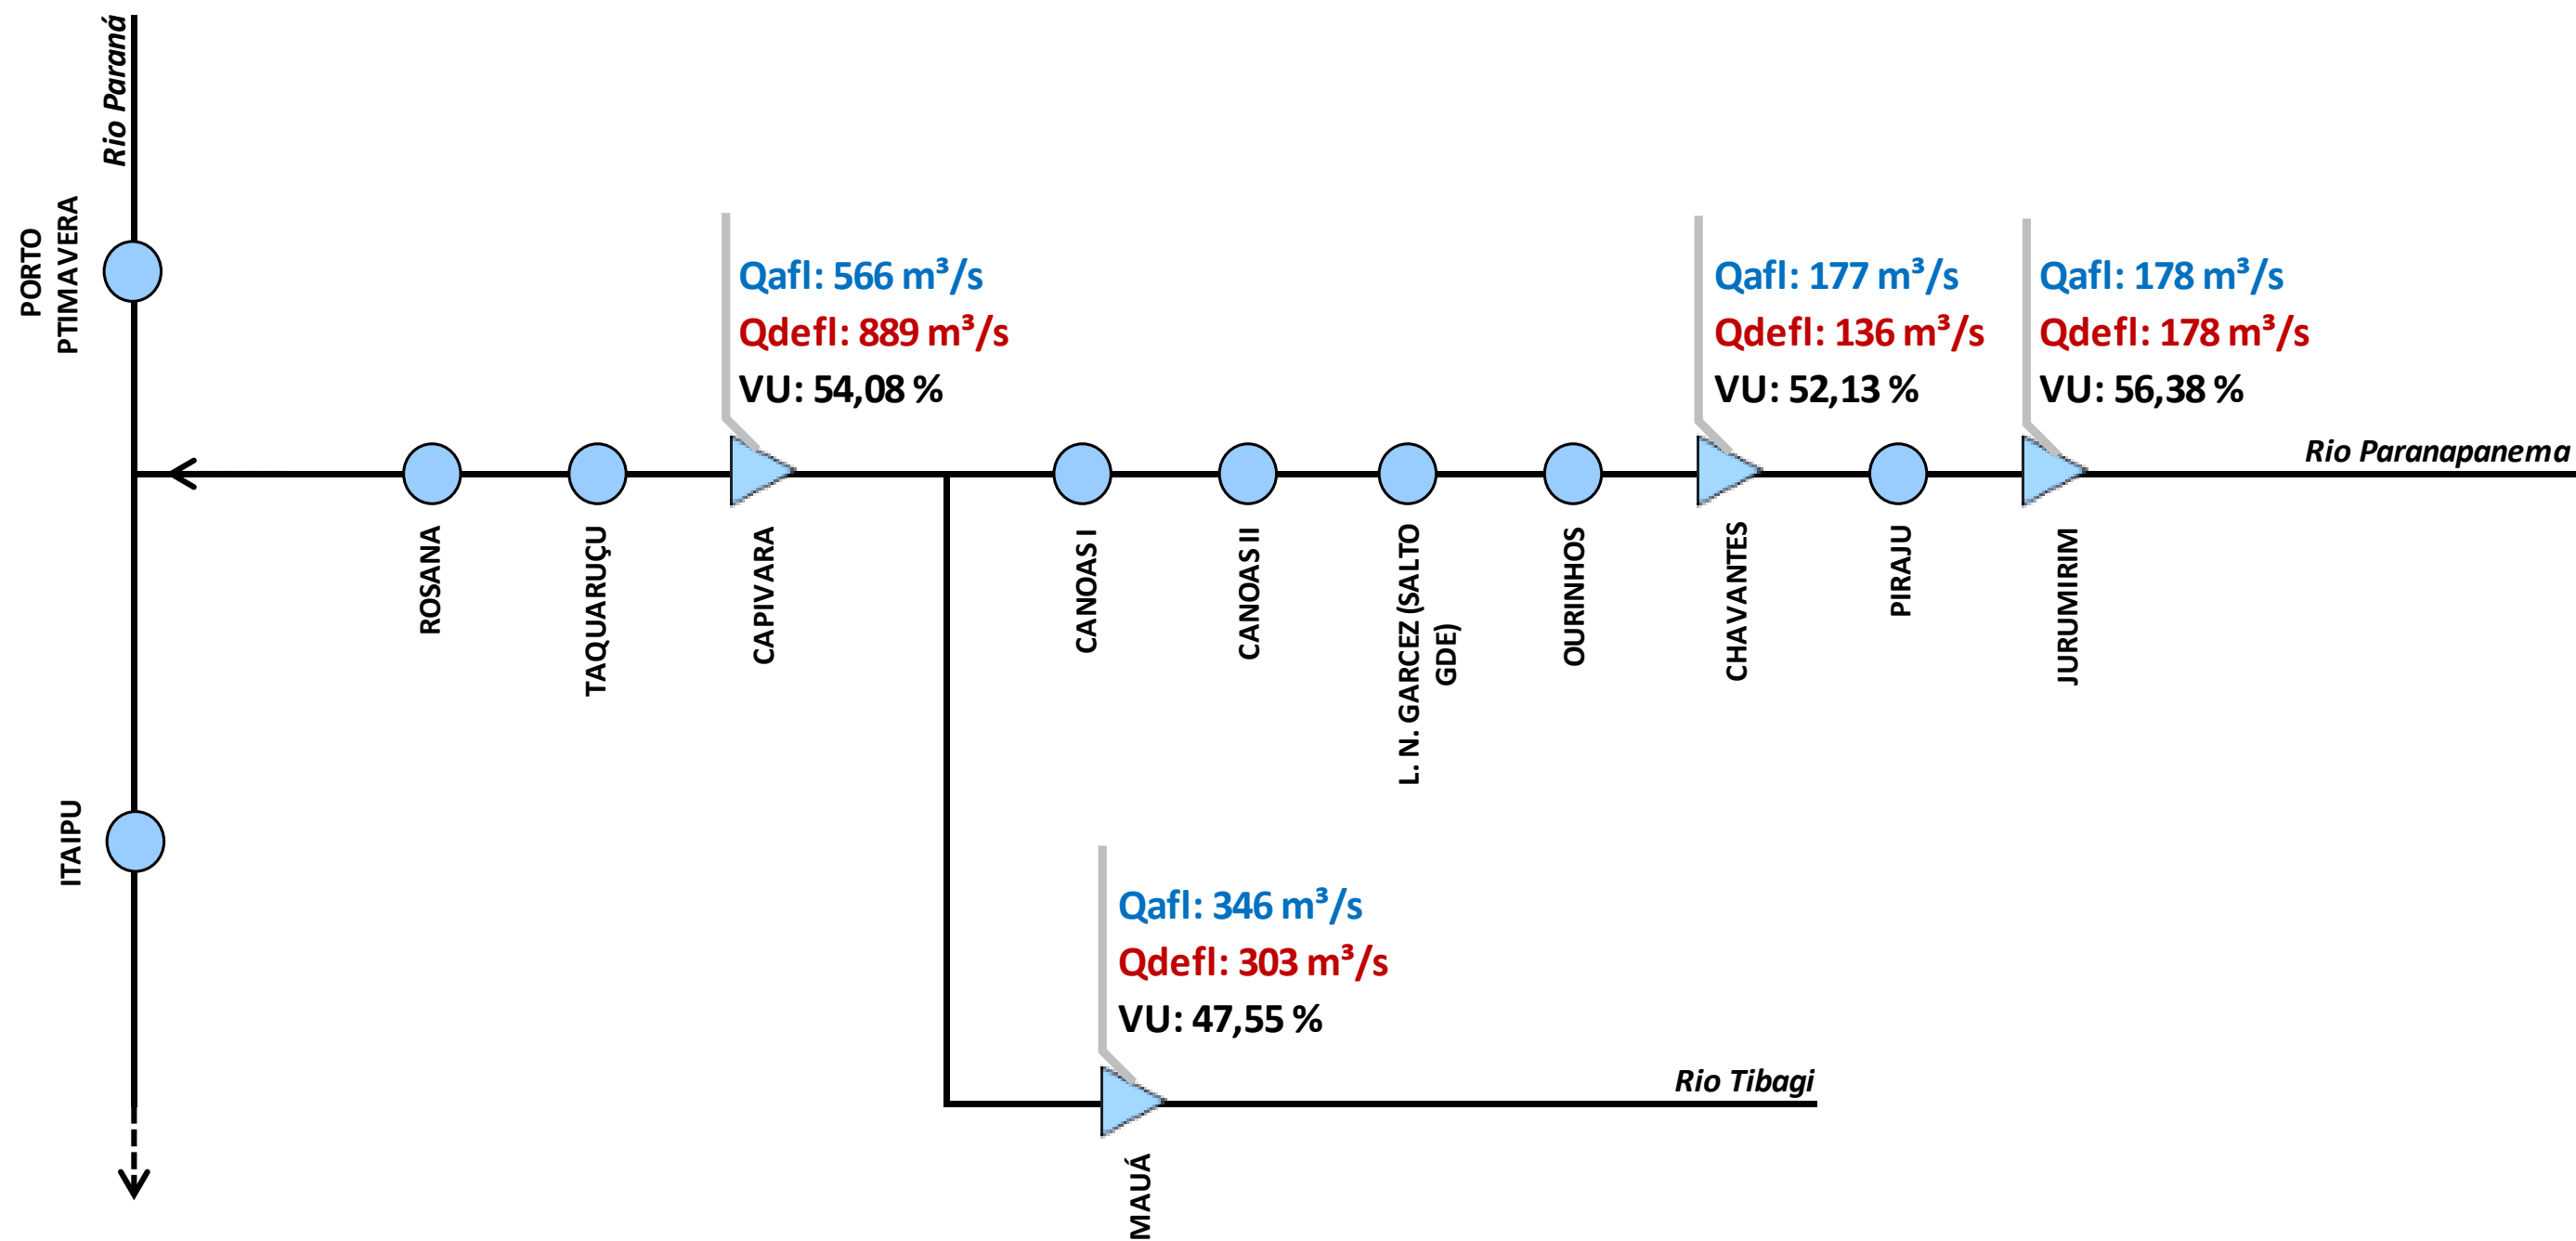 Rio Paraná
PORTO
PTIMAVERA
Qafl: 566 m³/s
Qdefl: 889 m³/s
VU: 54,08 %
Qafl: 177 m³/s
Qdefl: 136 m³/s
VU: 52,13 %
Qafl: 178 m³/s
Qdefl: 178 m³/s
VU: 56,38 %
Rio Paranapanema
ROSANA
TAQUARUÇU
CAPIVARA
CANOAS I
CANOAS II
L. N. GARCEZ (SALTO
GDE)
OURINHOS
CHAVANTES
PIRAJU
JURUMIRIM
ITAIPU
Qafl: 346 m³/s
Qdefl: 303 m³/s
VU: 47,55 %
Rio Tibagi
MAUÁ